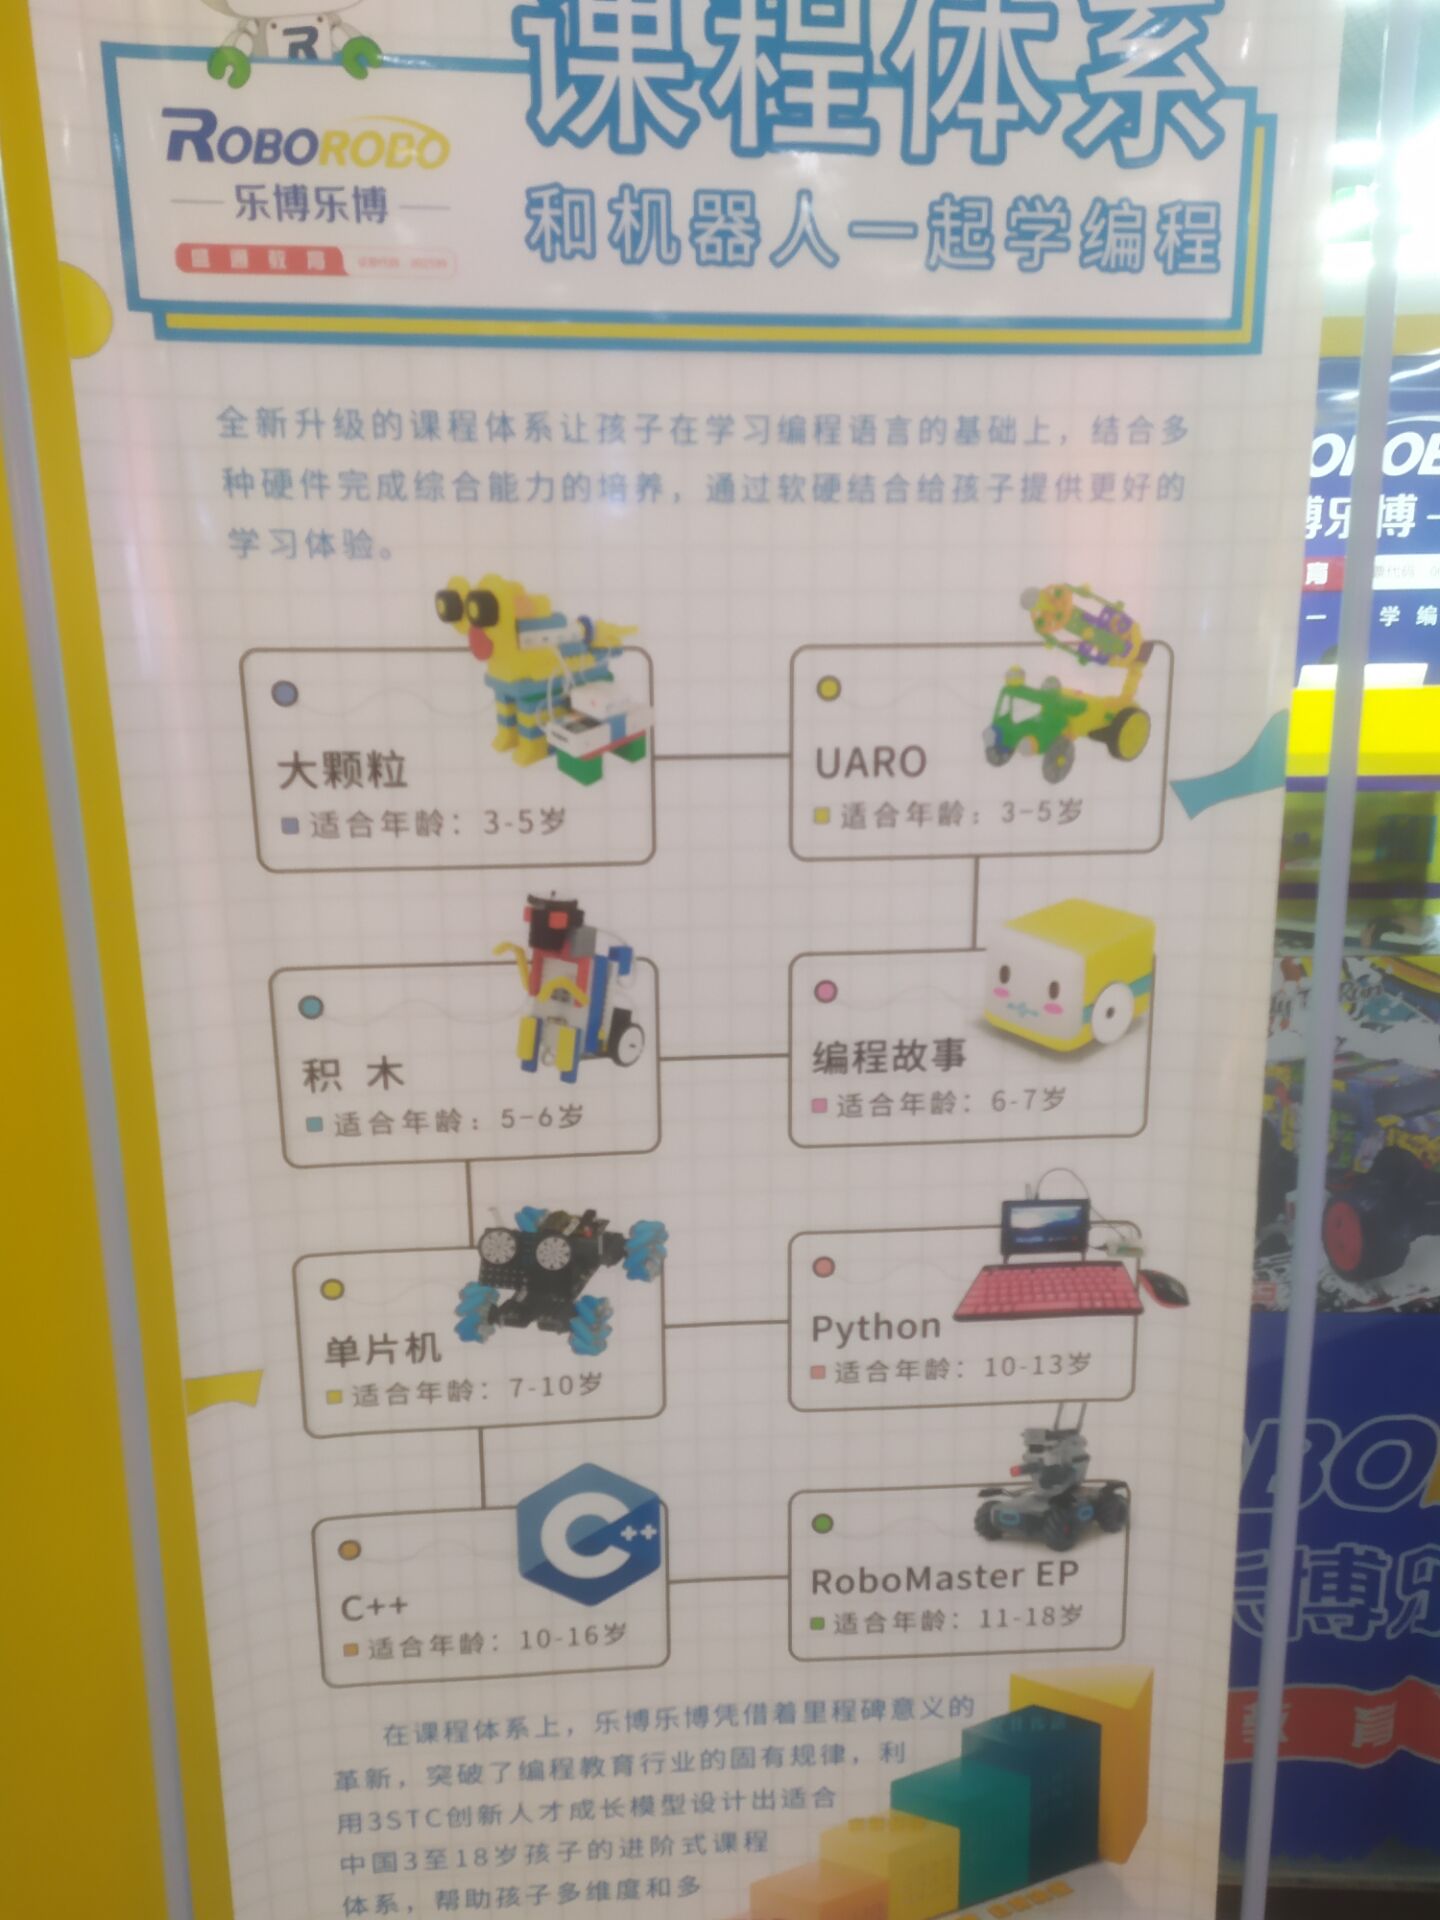 课程体系
ROBOROBO
乐博乐博
盛通教育
和机器人一起学编程
全新升级的课程体系让孩子在学习编程语言的基础上，结合多
种硬件完成综合能力的培养，通过软硬结合给孩子提供更好的
学习体验。
大颗粒
适合年龄：3-5岁
UARO
适合年龄：3-5岁
积 木
适合年龄：5-6岁
编程故事
适合年龄：6-7岁
单片机
适合年龄：7-10岁
Python
适合年龄：10-13岁
C++
C++
适合年龄：10-16岁
RoboMaster EP
适合年龄：11-18岁
在课程体系上，乐博乐博凭借着里程碑意义的
革新，突破了编程教育行业的固有规律，利
用3STC创新人才成长模型设计出适合
中国3至18岁孩子的进阶式课程
体系，帮助孩子多维度和多
博乐博
育
学 编
BO
乐博乐
教 育